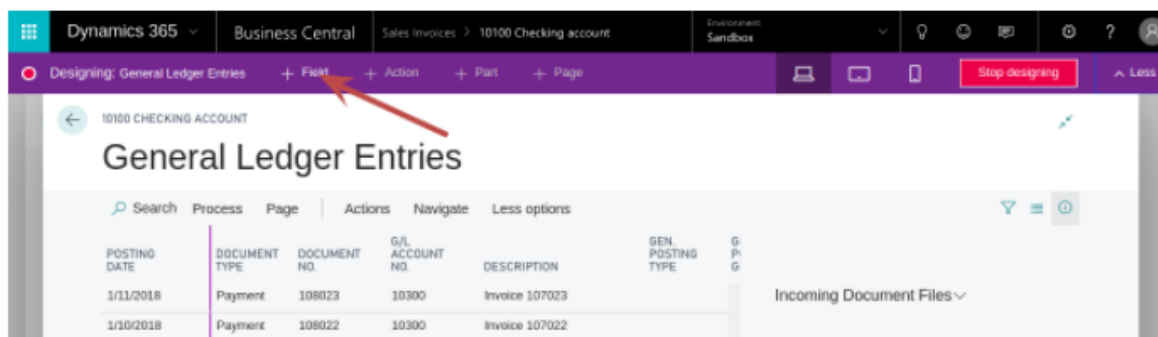 Dynamics 365 Business Central Sales Invoices > 10100 Checking account Environment Sandbox ?
Designing: General Ledger Entries + Field + Action + Part + Page Stop designing Less
10100 CHECKING ACCOUNT
General Ledger Entries
Search Process Page Actions Navigate Less options
POSTING DATE DOCUMENT TYPE DOCUMENT NO. G/L ACCOUNT NO. DESCRIPTION GEN. POSTING TYPE G P G
1/11/2018 Payment 108023 10300 Invoice 107023
Incoming Document Files
1/10/2018 Payment 108022 10300 Invoice 107022